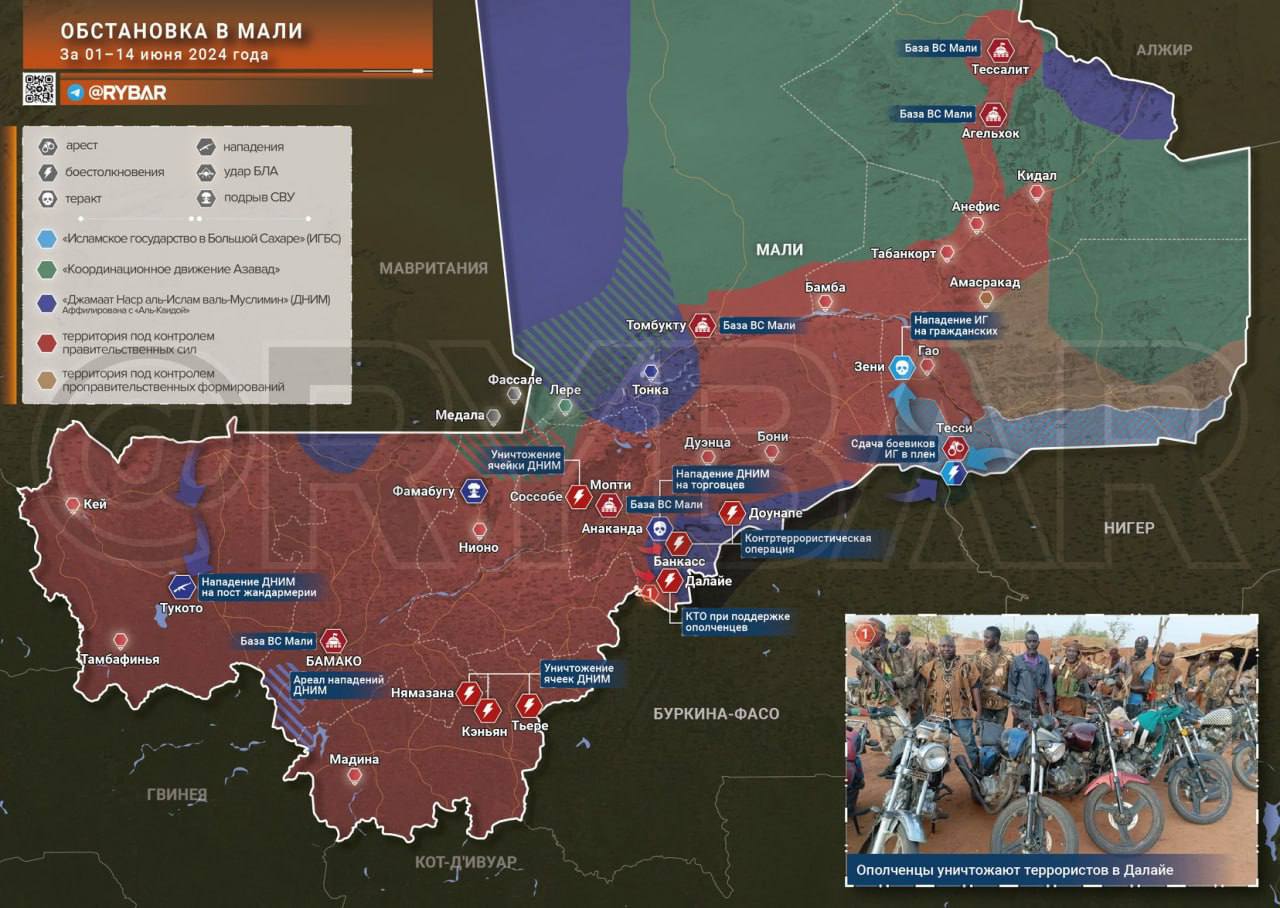 ОБСТАНОВКА В МАЛИ
За 01–14 июня 2024 года
@RYBAR
арест
нападения
боестолкновения
удар БЛА
теракт
подрыв СВУ
«Исламское государство в Большой Сахаре» (ИГБС)
«Координационное движение Азавад»
«Джамаат Наср аль-Ислам валь-Муслимин» (ДНИМ)
Аффилирована с «Аль-Каидой»
территория под контролем
правительственных сил
территория под контролем
проправительственных формирований
АЛЖИР
База ВС Мали
Тессалит
База ВС Мали
Агельхок
Кидал
Анефис
МАВРИТАНИЯ
МАЛИ
Табанкорт
Амасракад
Бамба
Томбукту
База ВС Мали
Нападение ИГ
на гражданских
Гао
Зени
Тонка
Фассале
Лере
Медала
Тесси
Сдача боевиков
ИГ в плен
Дуэнца
Бони
Уничтожение
ячейки ДНИМ
Нападение ДНИМ
на торговцев
Кей
Фамабугу
Соссобе
Мопти
База ВС Мали
Анаканда
Доунапе
НИГЕР
Нионо
Контртеррористическая
операция
Банкасс
Далайе
1
Нападение ДНИМ
на пост жандармерии
Тукото
КТО при поддержке
ополченцев
База ВС Мали
БАМАКО
Тамбафинья
Ареал нападений
ДНИМ
Уничтожение
ячеек ДНИМ
Нямазана
Кэньян
Тьере
БУРКИНА-ФАСО
Мадина
ГВИНЕЯ
КОТ-Д'ИВУАР
1
Ополченцы уничтожают террористов в Далайе
@RYBAR